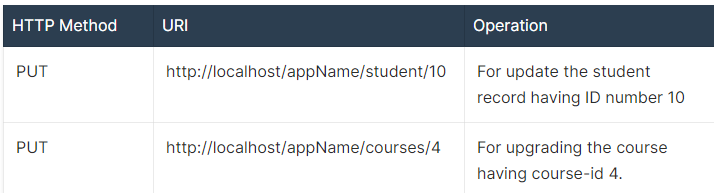 HTTP Method URI Operation
PUT http://localhost/appName/student/10 For update the student
record having ID number 10
PUT http://localhost/appName/courses/4 For upgrading the course
having course-id 4.